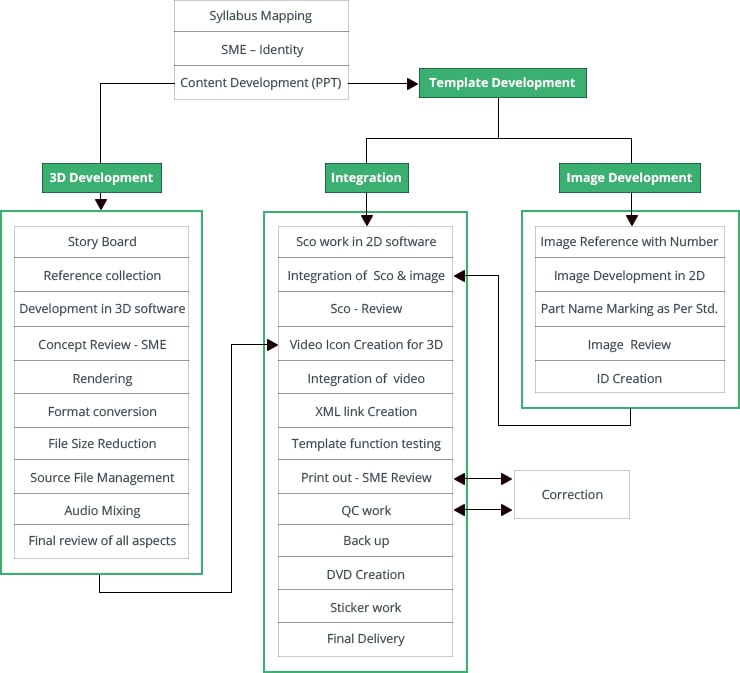 Syllabus Mapping
SME – Identity
Content Development (PPT)
Template Development
3D Development
Integration
Image Development
Story Board
Reference collection
Development in 3D software
Concept Review - SME
Rendering
Format conversion
File Size Reduction
Source File Management
Audio Mixing
Final review of all aspects
Sco work in 2D software
Integration of Sco & image
Sco - Review
Video Icon Creation for 3D
Integration of video
XML link Creation
Template function testing
Print out - SME Review
QC work
Back up
DVD Creation
Sticker work
Final Delivery
Image Reference with Number
Image Development in 2D
Part Name Marking as Per Std.
Image Review
ID Creation
Correction